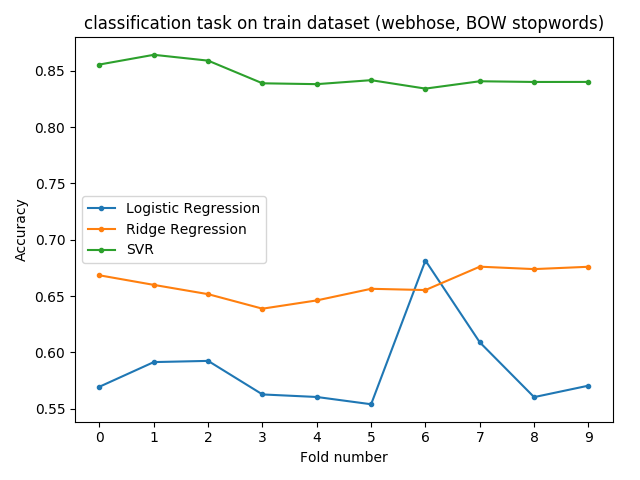 classification task on train dataset (webhose, BOW stopwords)
Accuracy
0.85
0.80
0.75
0.70
0.65
0.60
0.55
Logistic Regression
Ridge Regression
SVR
0 1 2 3 4 5 6 7 8 9
Fold number